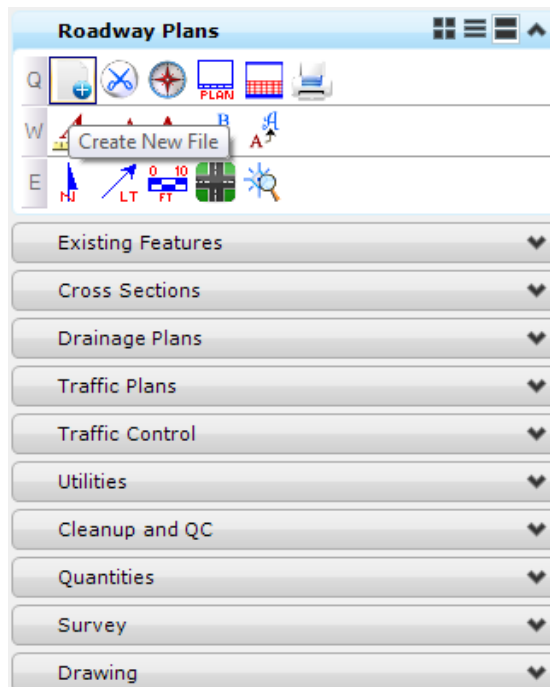 Roadway Plans
Q
PLAN
W
Create New File
B
A
A
E
N
LT
0 10
FT
Existing Features
Cross Sections
Drainage Plans
Traffic Plans
Traffic Control
Utilities
Cleanup and QC
Quantities
Survey
Drawing